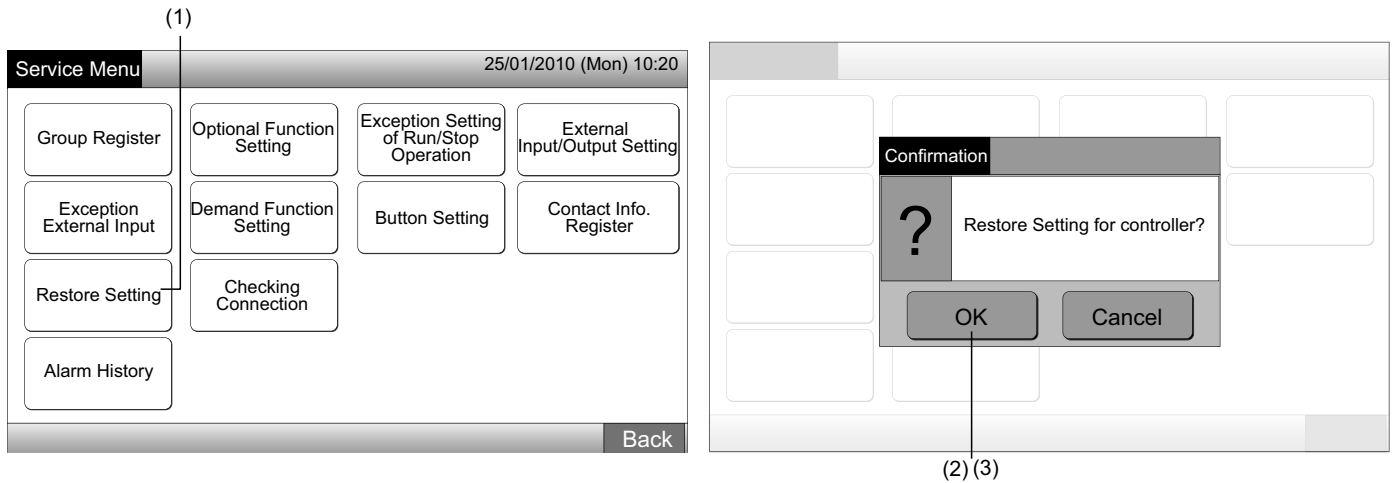 (1)
Service Menu
25/01/2010 (Mon) 10:20
Group Register
Optional Function
Setting
Exception Setting
of Run/Stop
Operation
External
Input/Output Setting
Exception
External Input
Demand Function
Setting
Button Setting
Contact Info.
Register
Restore Setting
Checking
Connection
Alarm History
Back
Confirmation
?
Restore Setting for controller?
OK
Cancel
(2) (3)